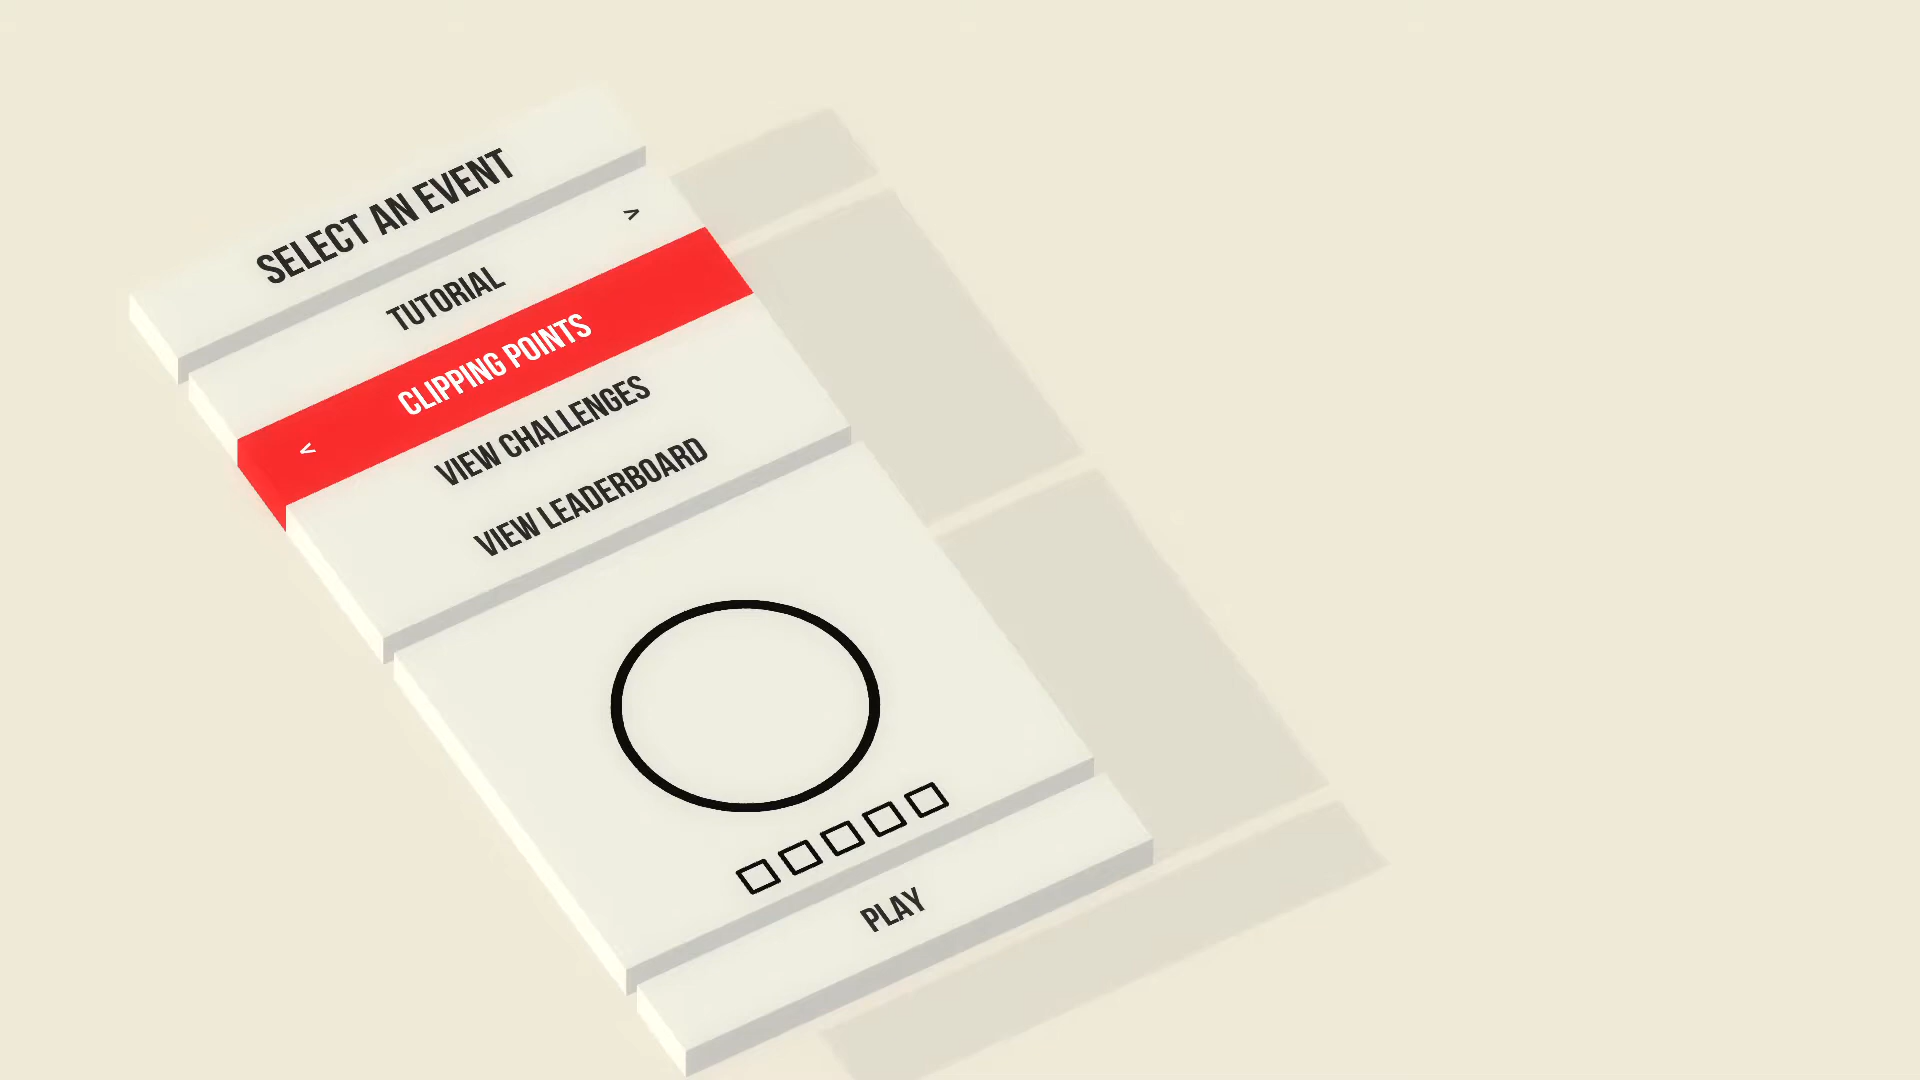 SELECT AN EVENT
TUTORIAL >
< CLIPPING POINTS
VIEW CHALLENGES
VIEW LEADERBOARD
PLAY